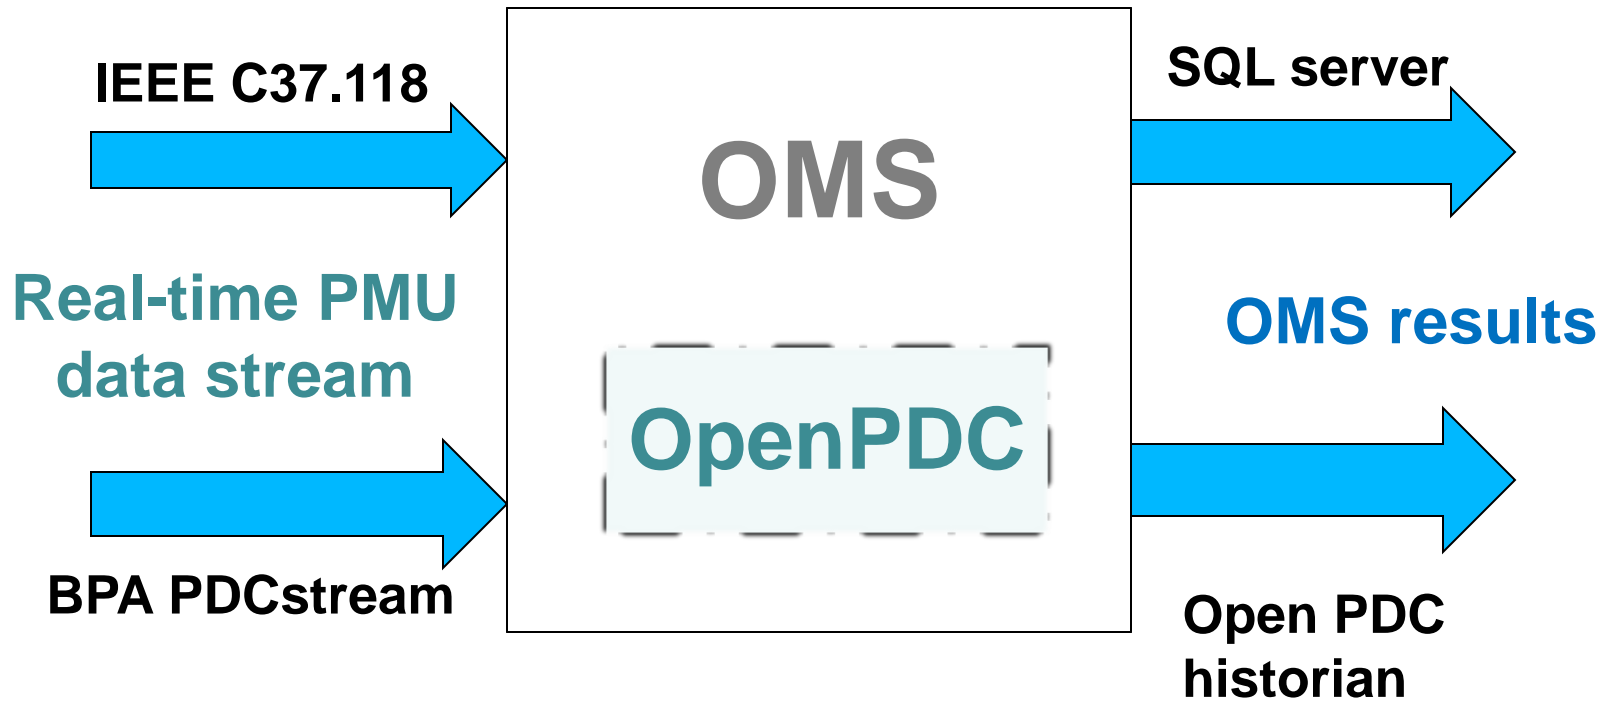 IEEE C37.118
Real-time PMU
data stream
BPA PDCstream
OMS
OpenPDC
SQL server
OMS results
Open PDC
historian